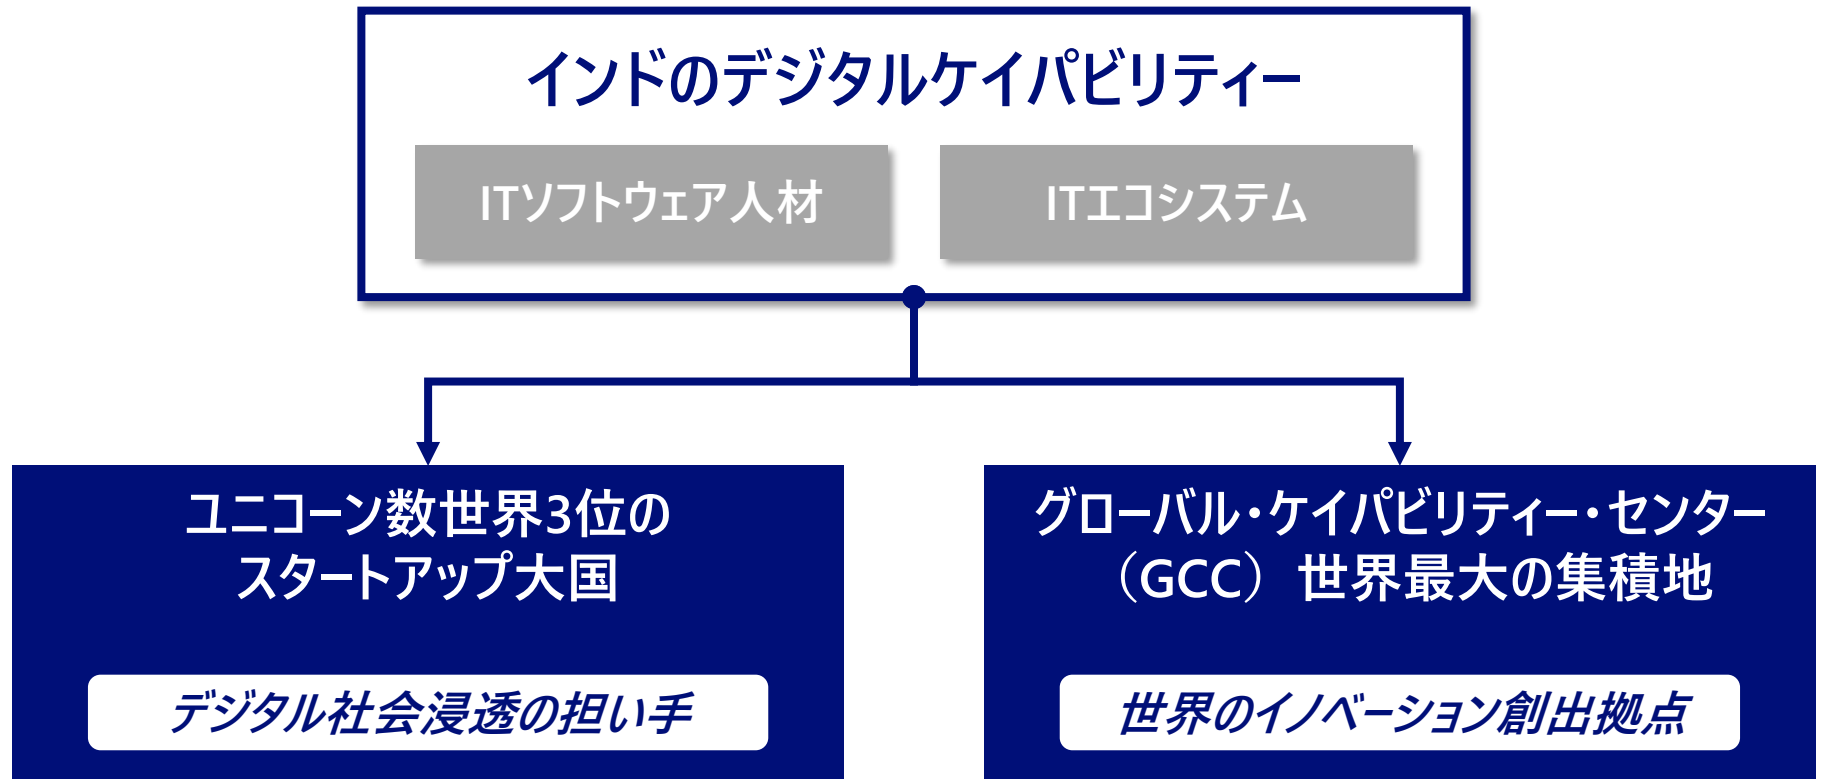 インドのデジタルケイパビリティー
ITソフトウェア人材
ITエコシステム
ユニコーン数世界3位の
スタートアップ大国
デジタル社会浸透の担い手
グローバル・ケイパビリティー・センター
（GCC）世界最大の集積地
世界のイノベーション創出拠点